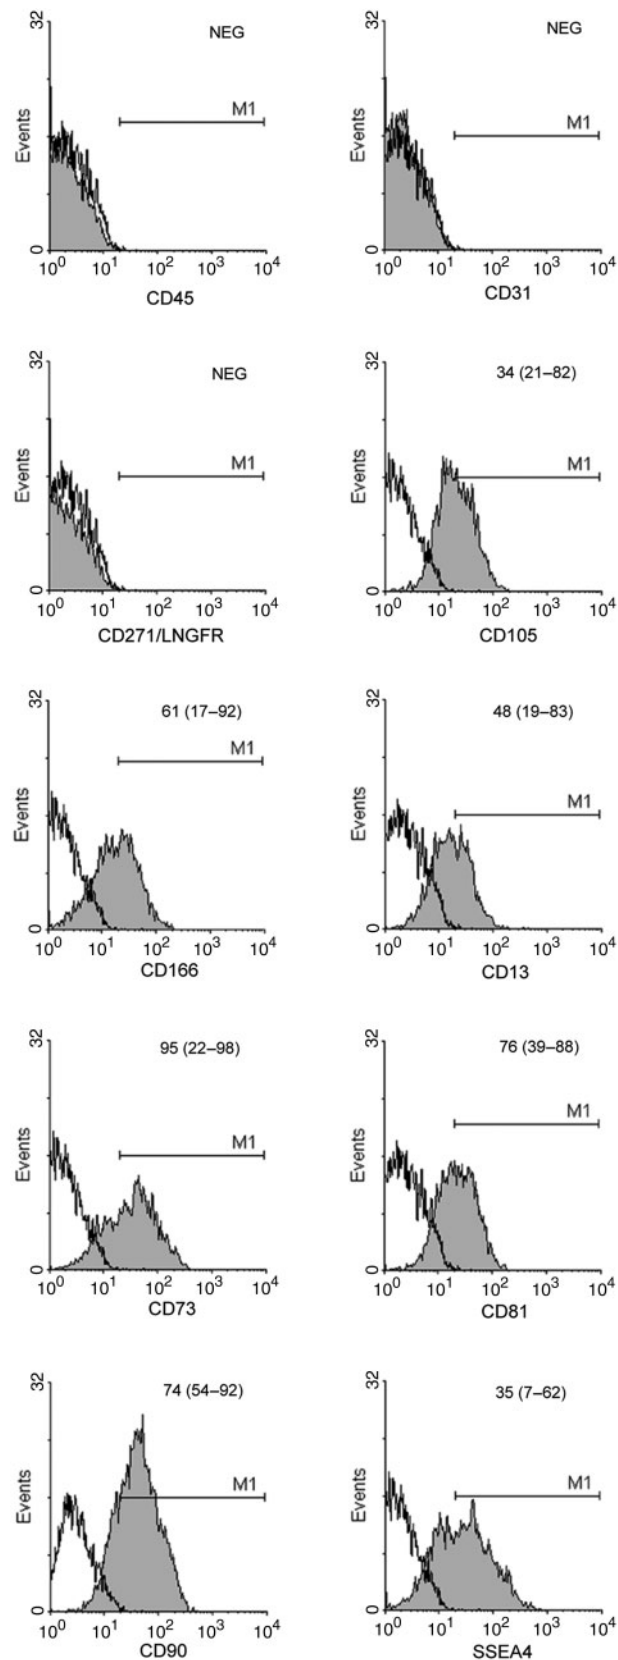 32
NEG
M1
Events
0
10^0 10^1 10^2 10^3 10^4
CD45
32
NEG
M1
Events
0
10^0 10^1 10^2 10^3 10^4
CD31
32
NEG
M1
Events
0
10^0 10^1 10^2 10^3 10^4
CD271/LNGFR
32
34 (21–82)
M1
Events
0
10^0 10^1 10^2 10^3 10^4
CD105
32
61 (17–92)
M1
Events
0
10^0 10^1 10^2 10^3 10^4
CD166
32
48 (19–83)
M1
Events
0
10^0 10^1 10^2 10^3 10^4
CD13
32
95 (22–98)
M1
Events
0
10^0 10^1 10^2 10^3 10^4
CD73
32
76 (39–88)
M1
Events
0
10^0 10^1 10^2 10^3 10^4
CD81
32
74 (54–92)
M1
Events
0
10^0 10^1 10^2 10^3 10^4
CD90
32
35 (7–62)
M1
Events
0
10^0 10^1 10^2 10^3 10^4
SSEA4